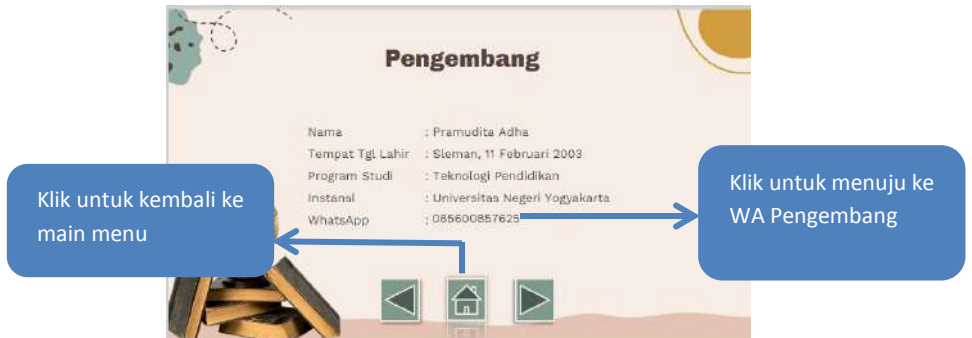 Pengembang
Nama : Pramudita Adha
Tempat Tgl Lahir : Sleman, 11 Februari 2003
Program Studi : Teknologi Pendidikan
Instansi : Universitas Negeri Yogyakarta
WhatsApp : 085600857625
Klik untuk kembali ke
main menu
Klik untuk menuju ke
WA Pengembang